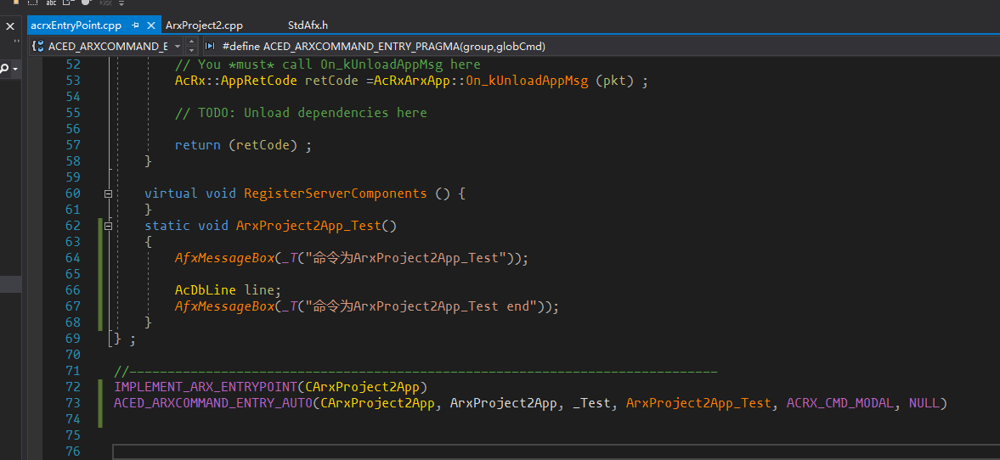 acrxEntryPoint.cpp ArxProject2.cpp StdAfx.h
ACED_ARXCOMMAND_E #define ACED_ARXCOMMAND_ENTRY_PRAGMA(group,globCmd)
52 // You *must* call On_kUnloadAppMsg here
53 AcRx::AppRetCode retCode =AcRxArxApp::On_kUnloadAppMsg (pkt) ;
54
55 // TODO: Unload dependencies here
56
57 return (retCode) ;
58 }
59
60 virtual void RegisterServerComponents () {
61 }
62 static void ArxProject2App_Test()
63 {
64 AfxMessageBox(_T("命令为ArxProject2App_Test"));
65
66 AcDbLine line;
67 AfxMessageBox(_T("命令为ArxProject2App_Test end"));
68 }
69 } ;
70
71 //-----------------------------------------------------------------------------
72 IMPLEMENT_ARX_ENTRYPOINT(CArxProject2App)
73 ACED_ARXCOMMAND_ENTRY_AUTO(CArxProject2App, ArxProject2App, _Test, ArxProject2App_Test, ACRX_CMD_MODAL, NULL)
74
75
76